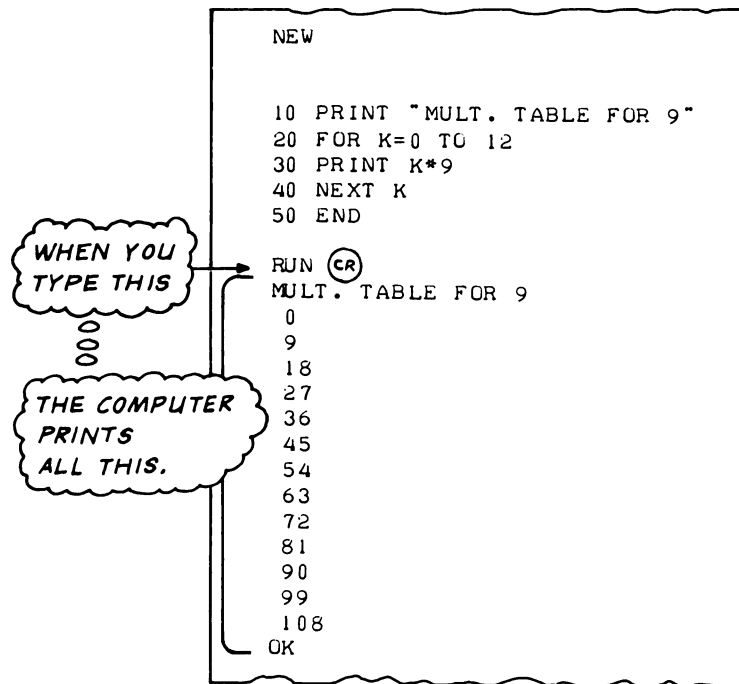 NEW
10 PRINT "MULT. TABLE FOR 9"
20 FOR K=0 TO 12
30 PRINT K*9
40 NEXT K
50 END
WHEN YOU
TYPE THIS
RUN CR
MULT. TABLE FOR 9
0
9
18
27
36
45
54
63
72
81
90
99
108
OK
THE COMPUTER
PRINTS
ALL THIS.